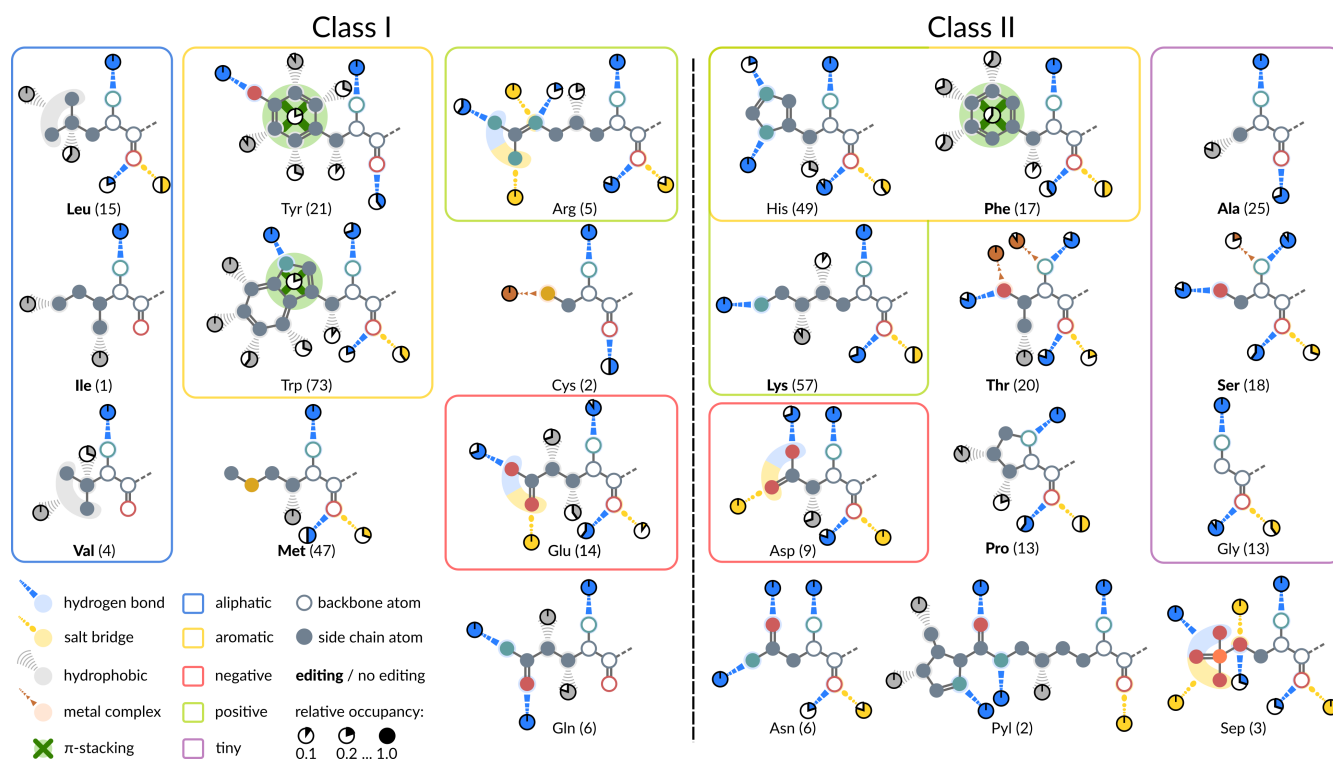 Class I
Class II
Leu (15)
Tyr (21)
Arg (5)
His (49)
Phe (17)
Ala (25)
Ile (1)
Trp (73)
Cys (2)
Lys (57)
Thr (20)
Ser (18)
Val (4)
Met (47)
Glu (14)
Asp (9)
Pro (13)
Gly (13)
Gln (6)
Asn (6)
Pyl (2)
Sep (3)
hydrogen bond
salt bridge
hydrophobic
metal complex
π-stacking
aliphatic
aromatic
negative
positive
tiny
backbone atom
side chain atom
editing / no editing
relative occupancy:
0.1 0.2 ... 1.0